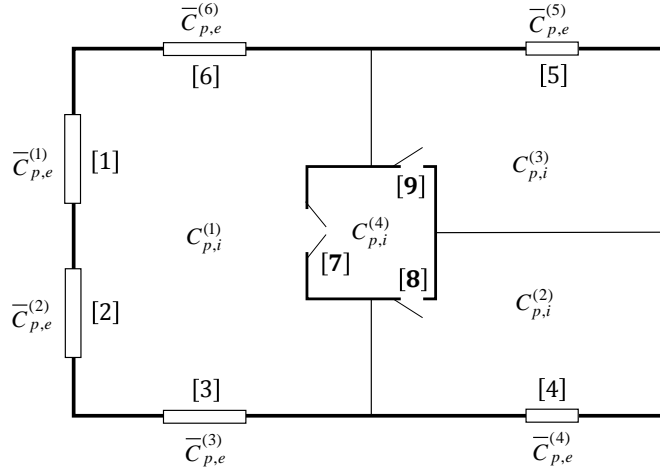 C̅_{p,e}^{(6)}
C̅_{p,e}^{(5)}
[6]
[5]
C̅_{p,e}^{(1)}
[1]
C_{p,i}^{(3)}
[9]
C_{p,i}^{(1)}
C_{p,i}^{(4)}
[7]
[8]
C̅_{p,e}^{(2)}
[2]
C_{p,i}^{(2)}
[3]
[4]
C̅_{p,e}^{(3)}
C̅_{p,e}^{(4)}